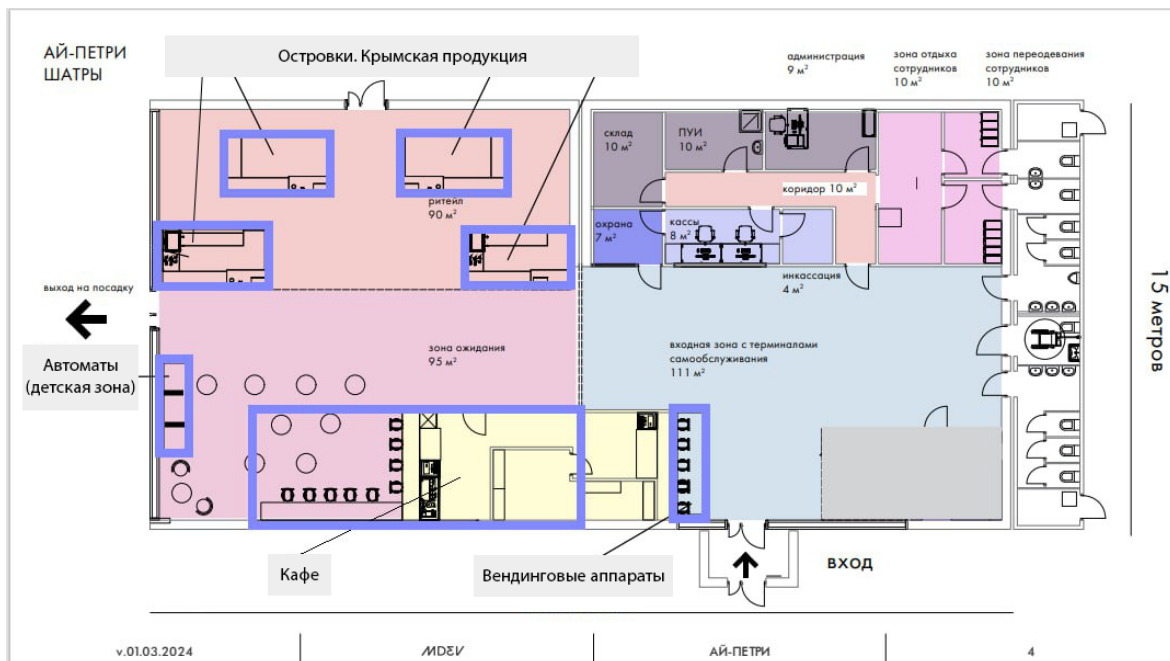 АЙ-ПЕТРИ
ШАТРЫ
Островки. Крымская продукция
администрация
9 м²
зона отдыха
сотрудников
10 м²
зона переодевания
сотрудников
10 м²
склад
10 м²
ПУИ
10 м²
коридор 10 м²
ритейл
90 м²
охрана
7 м²
кассы
8 м²
инкассация
4 м²
выход на посадку
15 метров
Автоматы
(детская зона)
зона ожидания
95 м²
входная зона с терминалами
самообслуживания
111 м²
Кафе
Вендинговые аппараты
ВХОД
v.01.03.2024
MDΣV
АЙ-ПЕТРИ
4